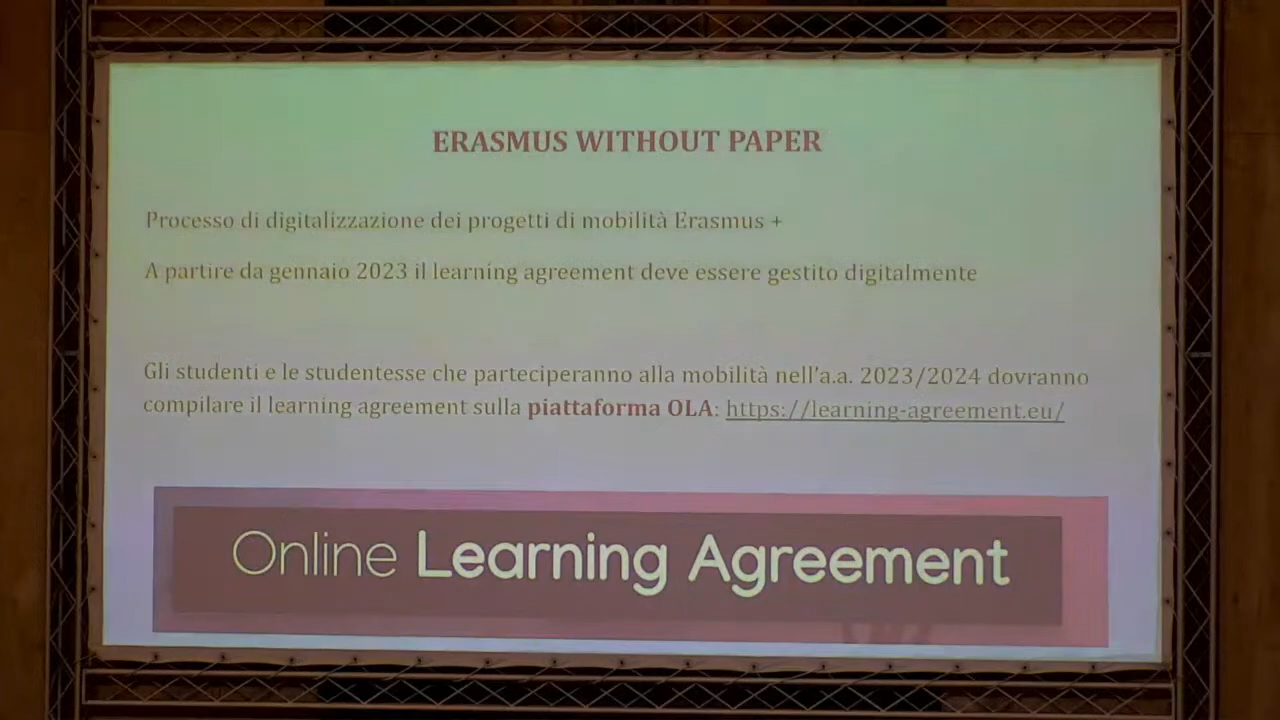 ERASMUS WITHOUT PAPER
Processo di digitalizzazione dei progetti di mobilità Erasmus +
A partire da gennaio 2023 il learning agreement deve essere gestito digitalmente
Gli studenti e le studentesse che parteciperanno alla mobilità nell'a.a. 2023/2024 dovranno
compilare il learning agreement sulla piattaforma OLA: https://learning-agreement.eu/
Online Learning Agreement